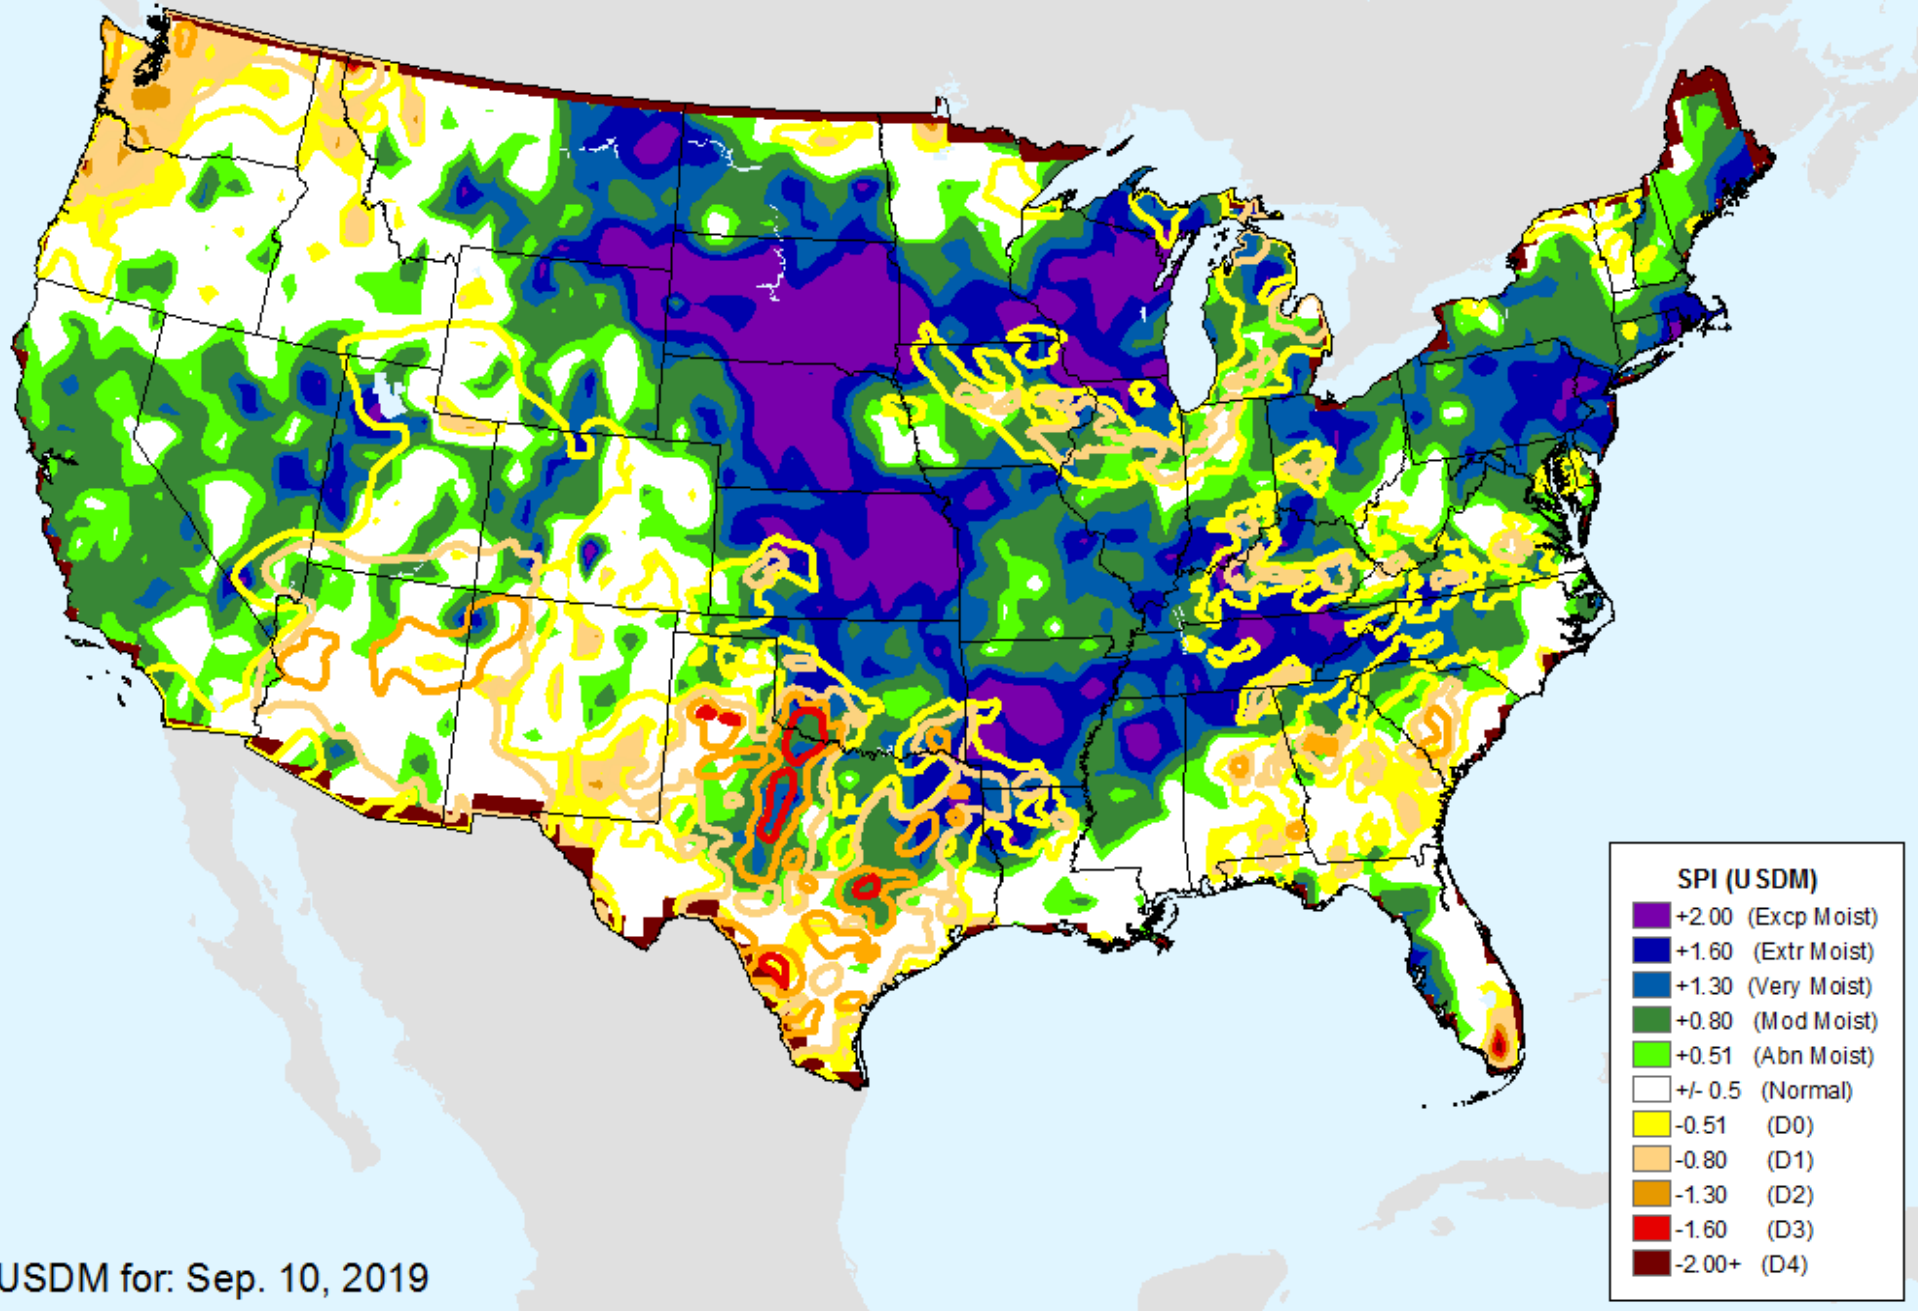 SPI (USDM)
+2.00 (Excp Moist)
+1.60 (Extr Moist)
+1.30 (Very Moist)
+0.80 (Mod Moist)
+0.51 (Abn Moist)
+/- 0.5 (Normal)
-0.51 (D0)
-0.80 (D1)
-1.30 (D2)
-1.60 (D3)
-2.00+ (D4)
USDM for: Sep. 10, 2019